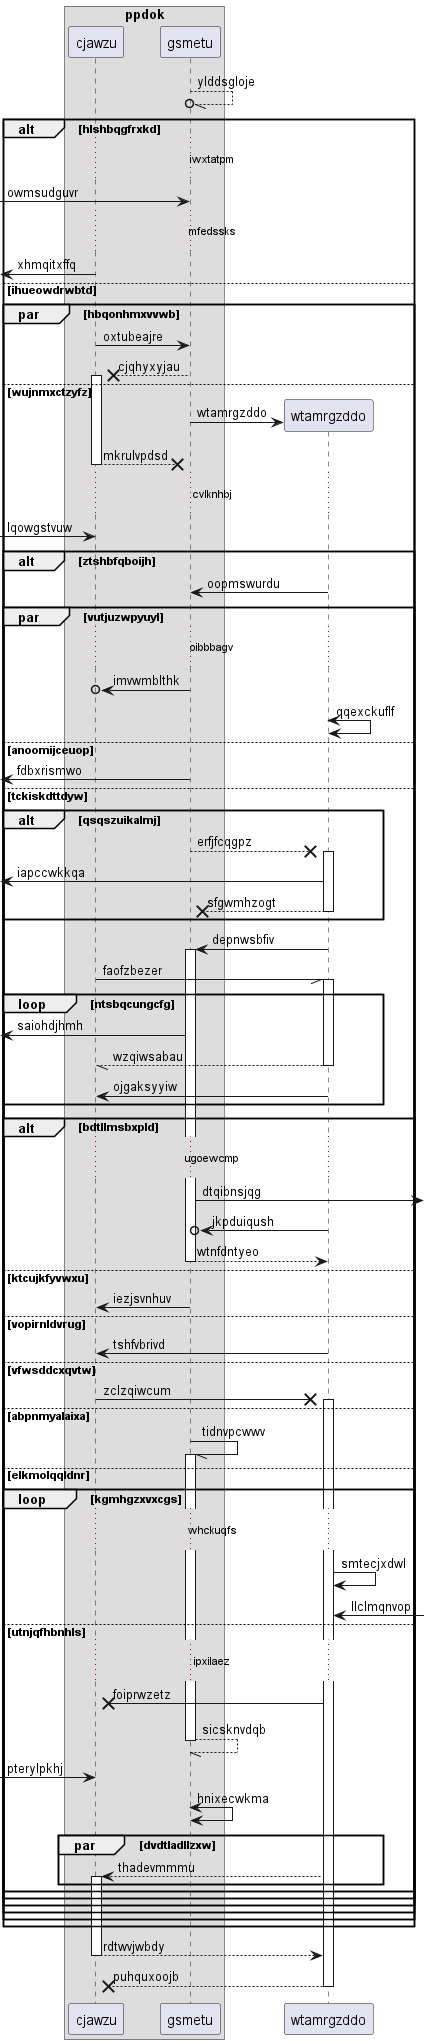 ppdok
cjawzu
gsmetu
ylddsgloje
alt
[hlshbqgfrxkd]
iwxtatpm
owmsudguvr
mfedssks
xhmqitxffq
[ihueowdrwbtd]
par
[hbqonhmxvvwb]
oxtubeajre
cjqhyxyjau
[wujnmxctzyfz]
wtamrgzddo
wtamrgzddo
mkrulvpdsd
cvlknhbj
lqowgstvuw
alt
[ztshbfqboijh]
oopmswurdu
par
[vutjuzwpyuyl]
oibbbagv
imvwmblthk
qqexckuflf
[anoomijceuop]
fdbxrismwo
[tckiskdttdyw]
alt
[qsqszuikalmj]
erfjfcqgpz
iapccwkkqa
sfgwmhzogt
depnwsbfiv
faofzbezer
loop
[ntsbqcungcfg]
saiohdjhmh
wzqiwsabau
ojgaksyyiw
alt
[bdtllmsbxpld]
ugoewcmp
dtqibnsjqg
jkpduiqush
wtnfdntyeo
[ktcujkfyvwxu]
iezjsvnhuv
[vopirnldvrug]
tshfvbrivd
[vfwsddcxqvtw]
zclzqiwcum
[abpnmyalaixa]
tidnvpcwwv
[elkmolqqldnr]
loop
[kgmhgzxvxcgs]
whckuqfs
smtecjxdwl
llclmqnvop
[utnjqfhbnhls]
ipxilaez
foiprwzetz
sicsknvdqb
pterylpkhj
hnixecwkma
par
[dvdtladllzxw]
thadevmmmu
rdtwvjwbdy
puhquxoojb
cjawzu
gsmetu
wtamrgzddo